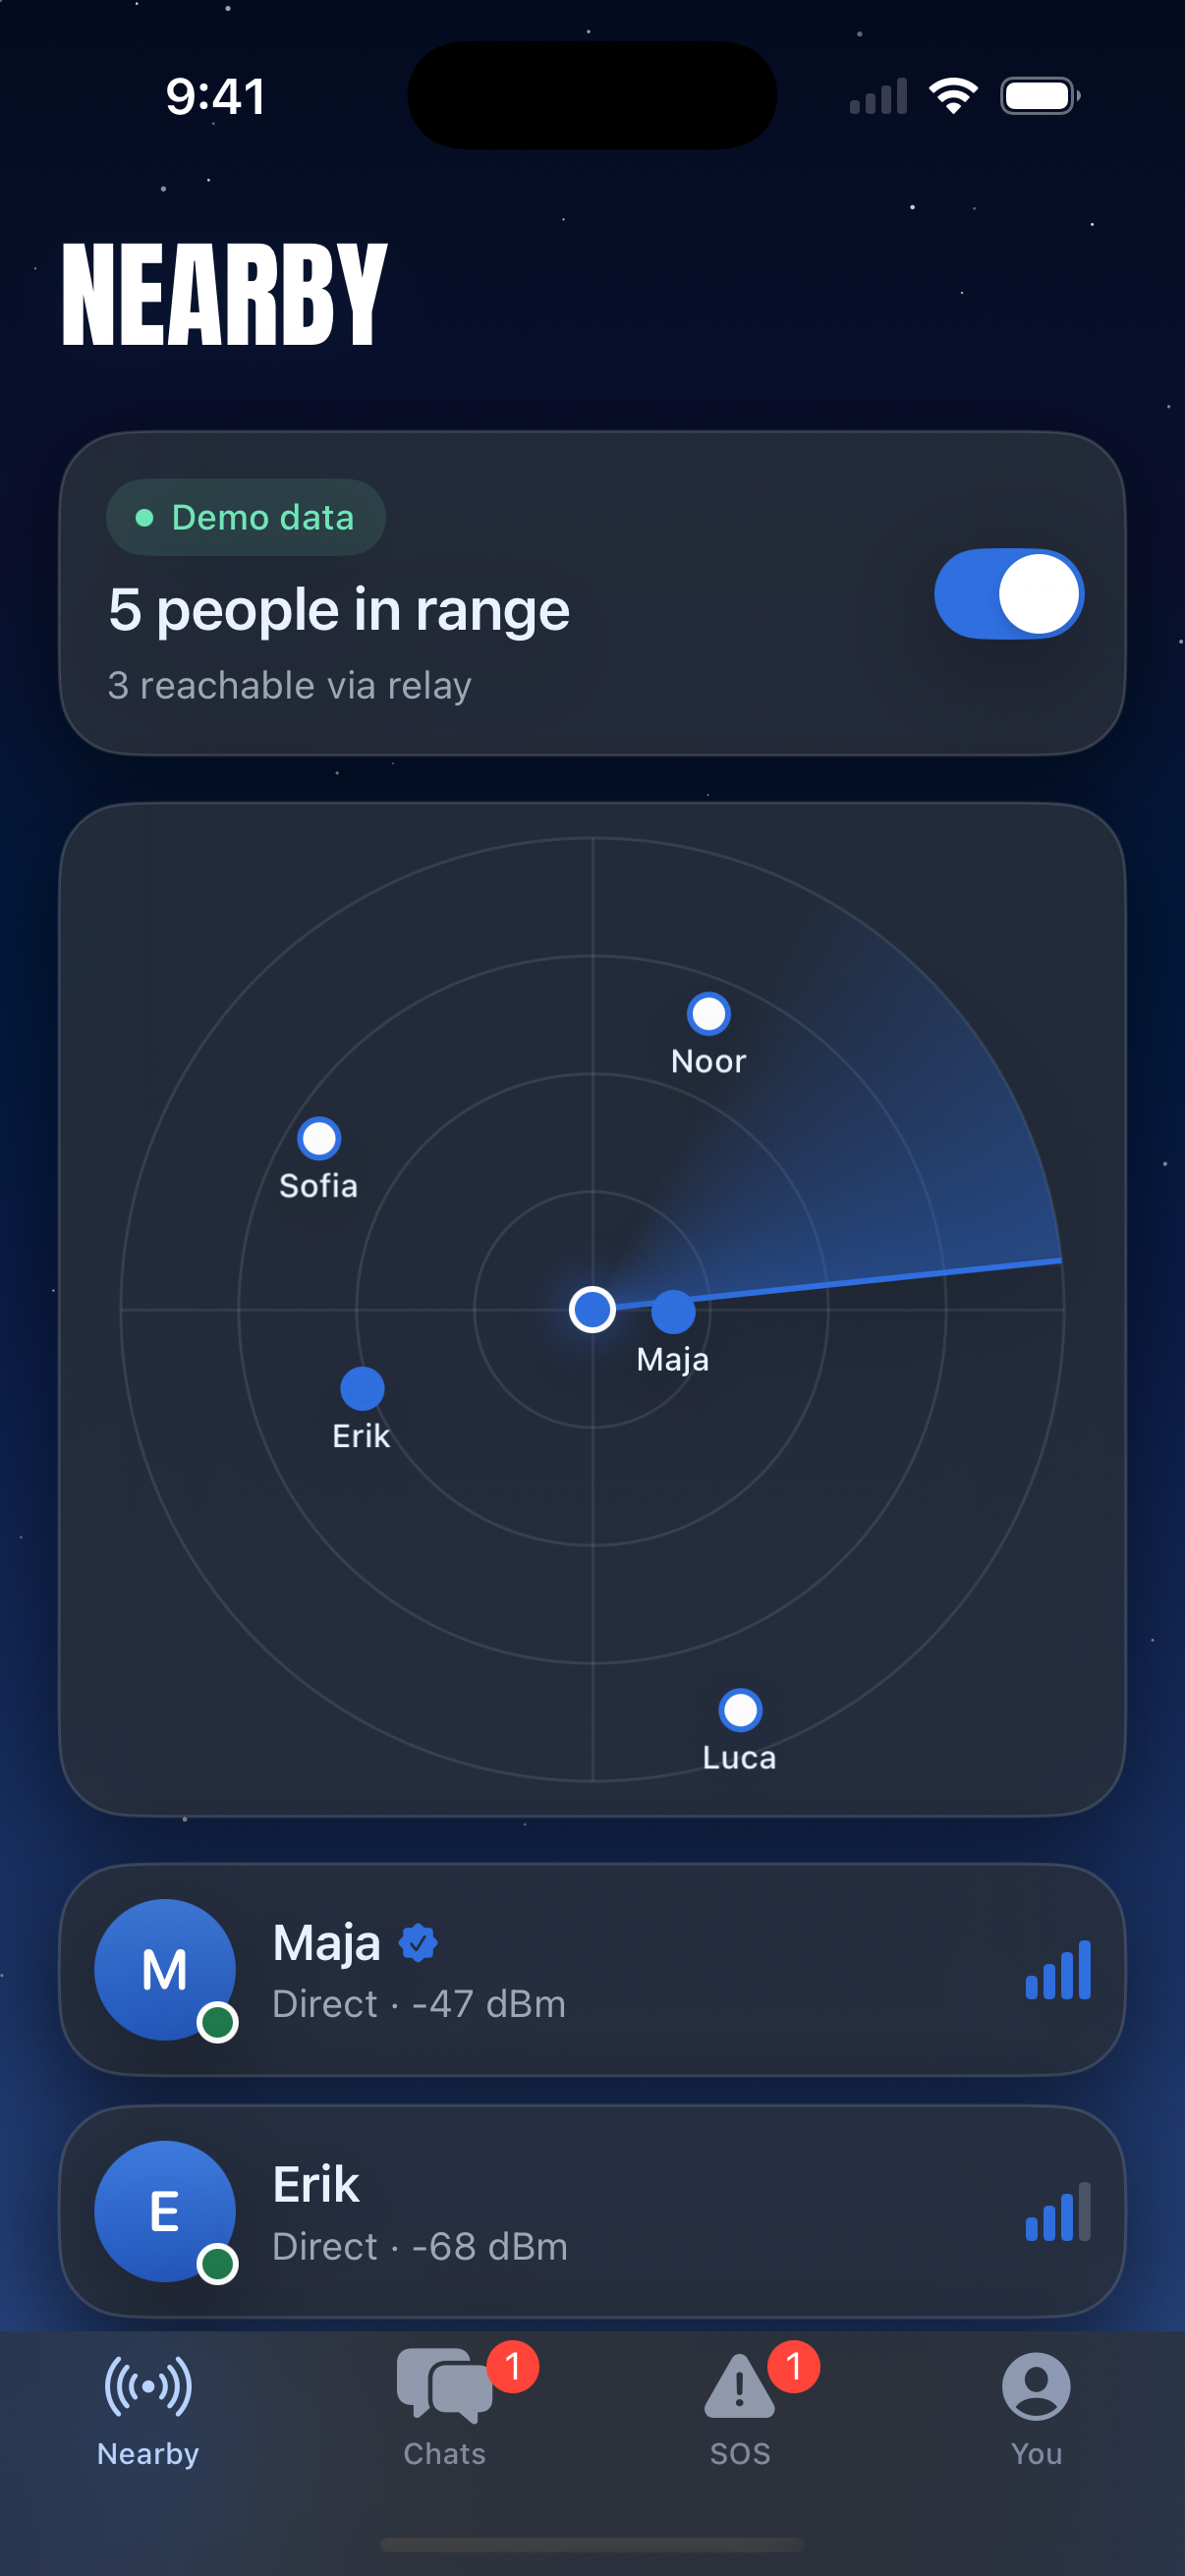 9:41
NEARBY
Demo data
5 people in range
3 reachable via relay
Noor
Sofia
Maja
Erik
Luca
M
Maja
Direct · -47 dBm
E
Erik
Direct · -68 dBm
1
1
Nearby
Chats
SOS
You